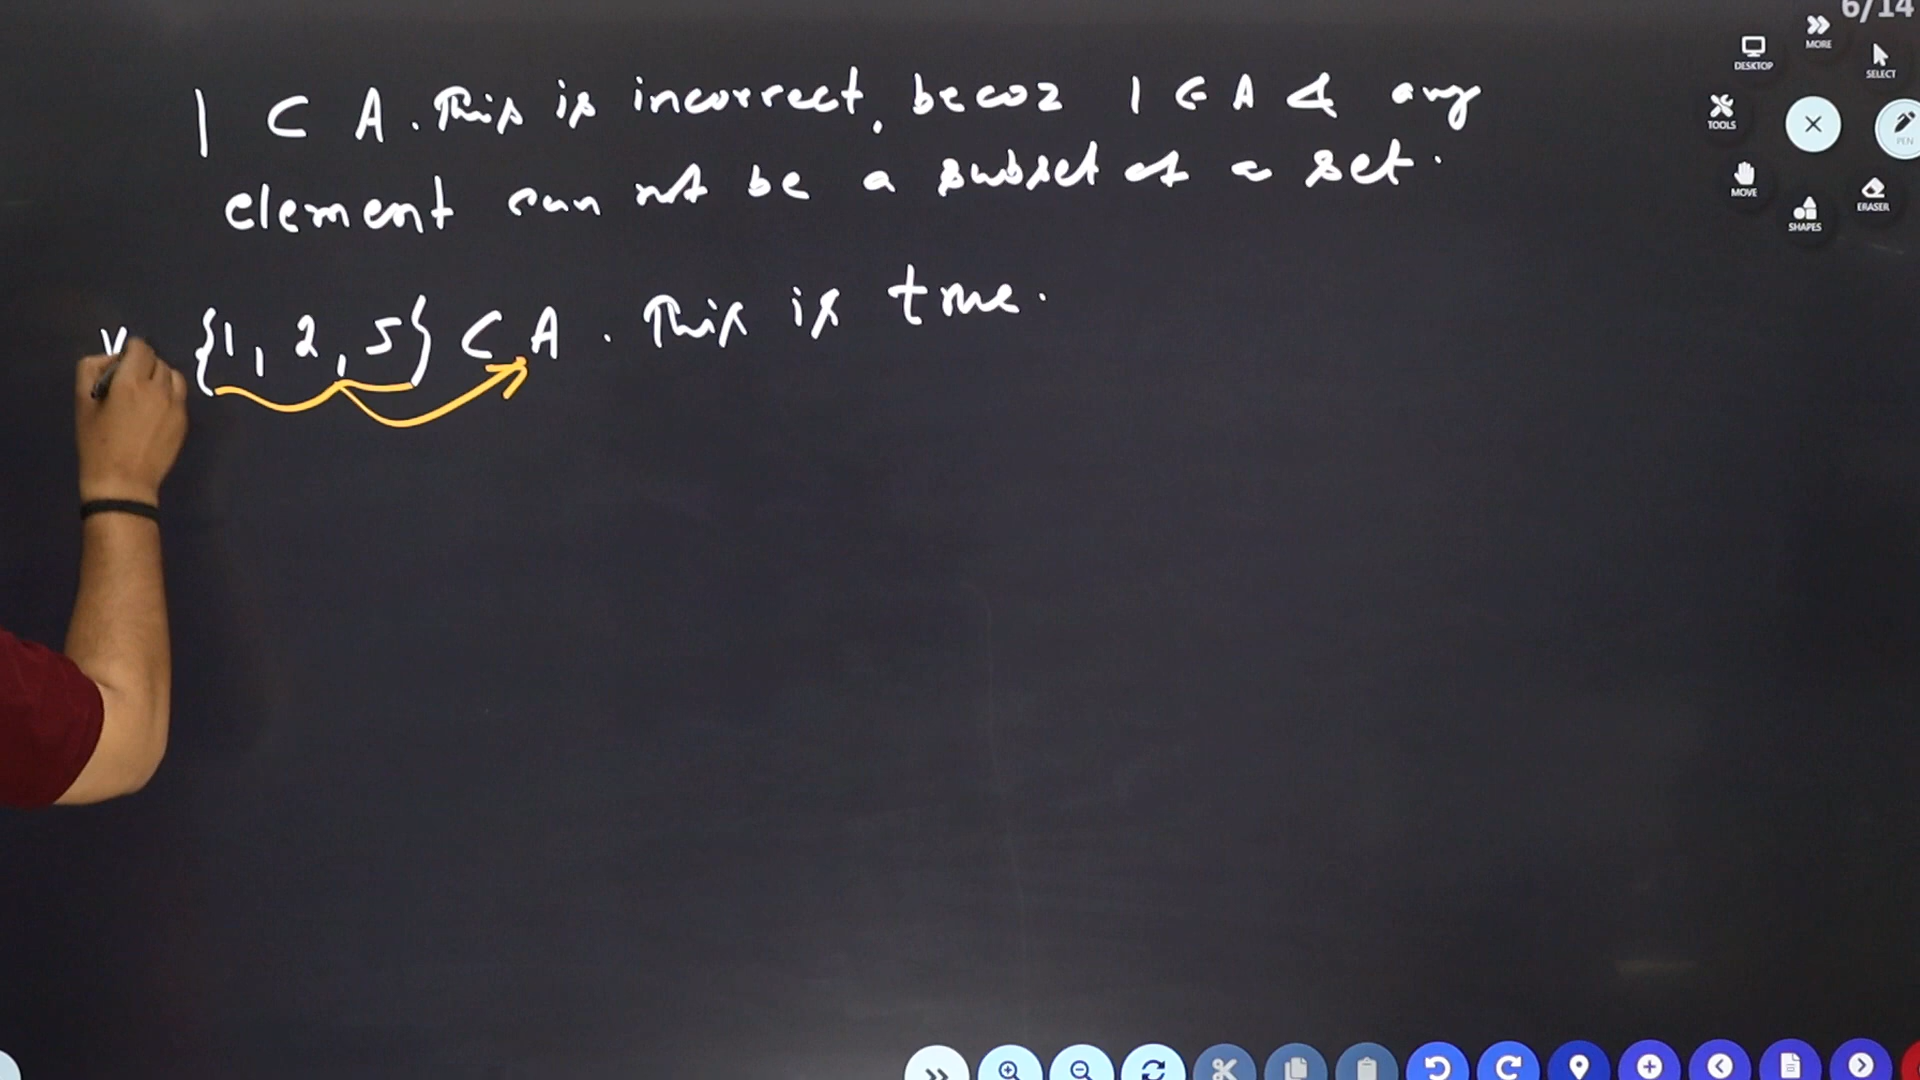 6/14
MORE
DESKTOP
SELECT
TOOLS
PEN
MOVE
ERASER
SHAPES
1 ⊂ A. This is incorrect, becoz 1 ∈ A & any
element can not be a subset of a set.
{1, 2, 5} ⊂ A. This is true.